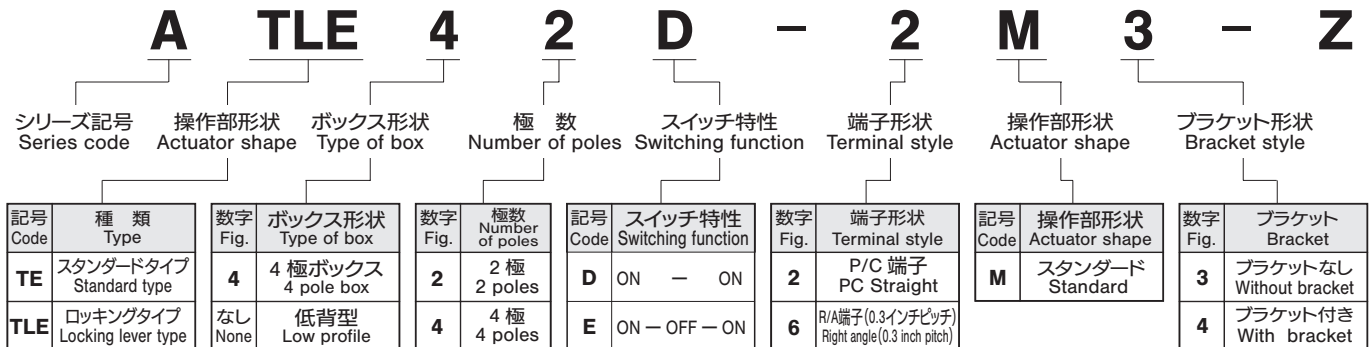 A TLE 4 2 D - 2 M 3 - Z
シリーズ記号 操作部形状 ボックス形状 極 数 スイッチ特性 端子形状 操作部形状 ブラケット形状
Series code Actuator shape Type of box Number of poles Switching function Terminal style Actuator shape Bracket style
記号 種 類
Code Type
TE スタンダードタイプ
Standard type
TLE ロッキングタイプ
Locking lever type
数字 ボックス形状
Fig. Type of box
4 4 極ボックス
4 pole box
なし 低背型
None Low profile
数字 極数
Fig. Number
of poles
2 2 極
2 poles
4 4 極
4 poles
記号 スイッチ特性
Code Switching function
D ON — ON
E ON — OFF — ON
数字 端子形状
Fig. Terminal style
2 P/C 端子
PC Straight
6 R/A端子(0.3インチピッチ)
Right angle(0.3 inch pitch)
記号 操作部形状
Code Actuator shape
M スタンダード
Standard
数字 ブラケット
Fig. Bracket
3 ブラケットなし
Without bracket
4 ブラケット付き
With bracket